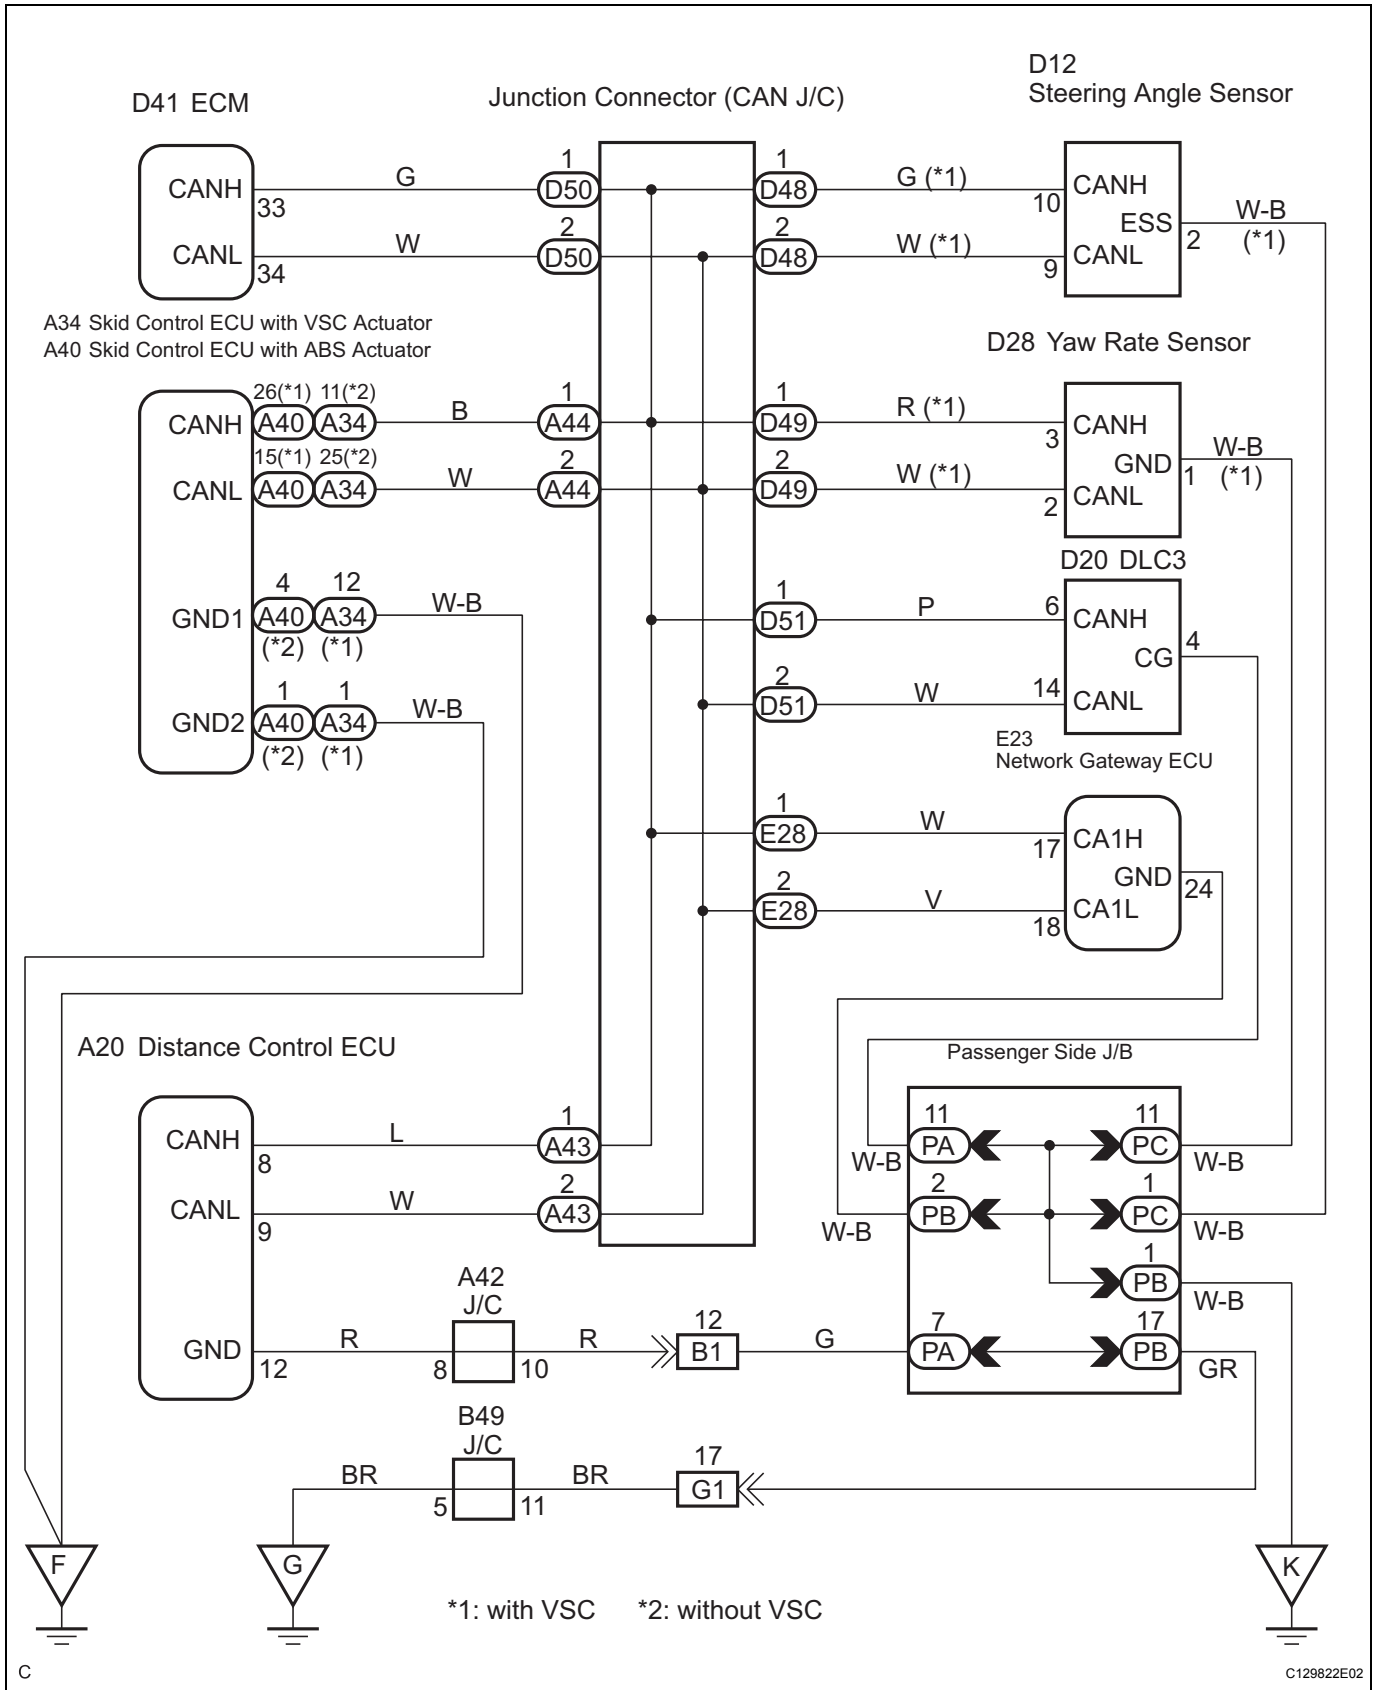 D12
Steering Angle Sensor
D41 ECM
Junction Connector (CAN J/C)
CANH
33
G
1
D50
1
D48
G (*1)
10
CANH
ESS
2
W-B
(*1)
CANL
34
W
2
D50
2
D48
W (*1)
9
CANL
A34 Skid Control ECU with VSC Actuator
A40 Skid Control ECU with ABS Actuator
D28 Yaw Rate Sensor
CANH
26(*1)
A40
11(*2)
A34
B
1
A44
1
D49
R (*1)
3
CANH
GND
1
W-B
(*1)
CANL
15(*1)
A40
25(*2)
A34
W
2
A44
2
D49
W (*1)
2
CANL
D20 DLC3
GND1
4
A40
(*2)
12
A34
(*1)
W-B
1
D51
P
6
CANH
CG
4
GND2
1
A40
(*2)
1
A34
(*1)
W-B
2
D51
W
14
CANL
E23
Network Gateway ECU
1
E28
W
17
CA1H
GND
24
2
E28
V
18
CA1L
A20 Distance Control ECU
Passenger Side J/B
CANH
8
L
1
A43
W-B
11
PA
11
PC
W-B
CANL
9
W
2
A43
W-B
2
PB
1
PC
W-B
1
PB
W-B
A42
J/C
GND
12
R
8
10
R
12
B1
G
7
PA
17
PB
GR
B49
J/C
BR
5
11
BR
17
G1
F
G
K
*1: with VSC *2: without VSC
C
C129822E02